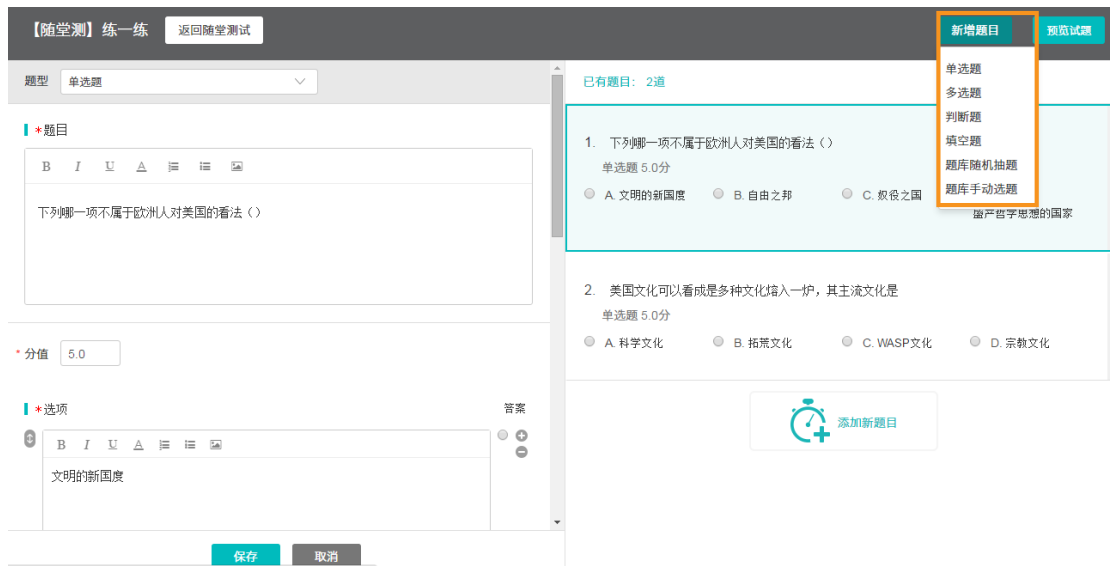 【随堂测】练一练 返回随堂测试 新增题目 预览试题
单选题
多选题
判断题
填空题
题库随机抽题
题库手动选题
题型 单选题
*题目
B I U A
下列哪一项不属于欧洲人对美国的看法（）
* 分值 5.0
*选项 答案
B I U A
文明的新国度
保存 取消
已有题目： 2道
1. 下列哪一项不属于欧洲人对美国的看法（）
单选题 5.0分
A. 文明的新国度 B. 自由之邦 C. 奴役之国
盛产哲学思想的国家
2. 美国文化可以看成是多种文化熔入一炉，其主流文化是
单选题 5.0分
A. 科学文化 B. 拓荒文化 C. WASP文化 D. 宗教文化
添加新题目